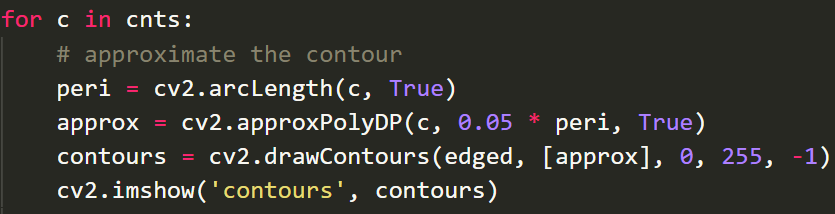 for c in cnts:
    # approximate the contour
    peri = cv2.arcLength(c, True)
    approx = cv2.approxPolyDP(c, 0.05 * peri, True)
    contours = cv2.drawContours(edged, [approx], 0, 255, -1)
    cv2.imshow('contours', contours)